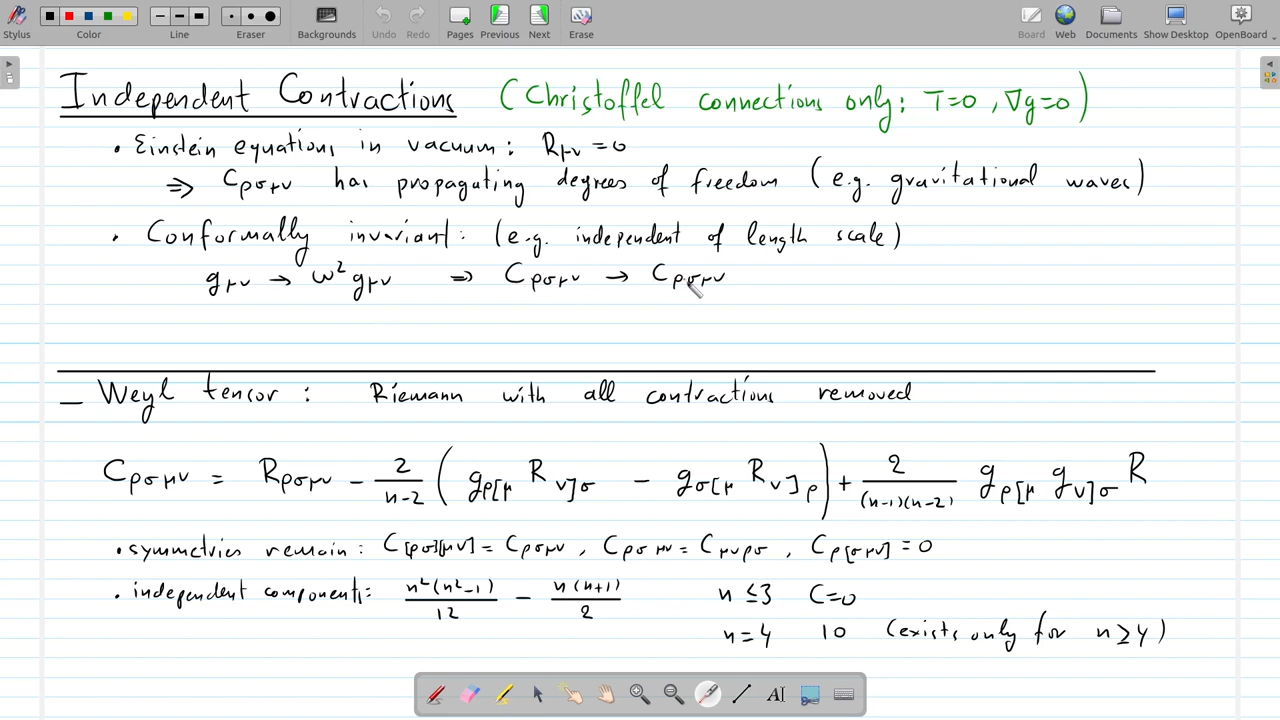 Stylus Color Line Eraser Backgrounds Undo Redo Pages Previous Next Erase Board Web Documents Show Desktop OpenBoard
Independent Contractions (Christoffel connections only: T=0, ∇g=0)
• Einstein equations in vacuum: Rμν = 0
⇒ Cρσμν has propagating degrees of freedom (e.g. gravitational waves)
• Conformally invariant: (e.g. independent of length scale)
gμν → ω² gμν ⇒ Cρσμν → Cρσμν
– Weyl tensor: Riemann with all contractions removed
Cρσμν = Rρσμν - 2/(n-2) (gρ[μ Rν]σ - gσ[μ Rν]ρ) + 2/((n-1)(n-2)) gρ[μ gν]σ R
• symmetries remain: C[ρσ][μν] = Cρσμν, Cρσμν = Cμνρσ, Cρ[σμν] = 0
• independent components: n²(n²-1)/12 - n(n+1)/2 n ≤ 3 C=0
n = 4 10 (exists only for n ≥ 4)
AI